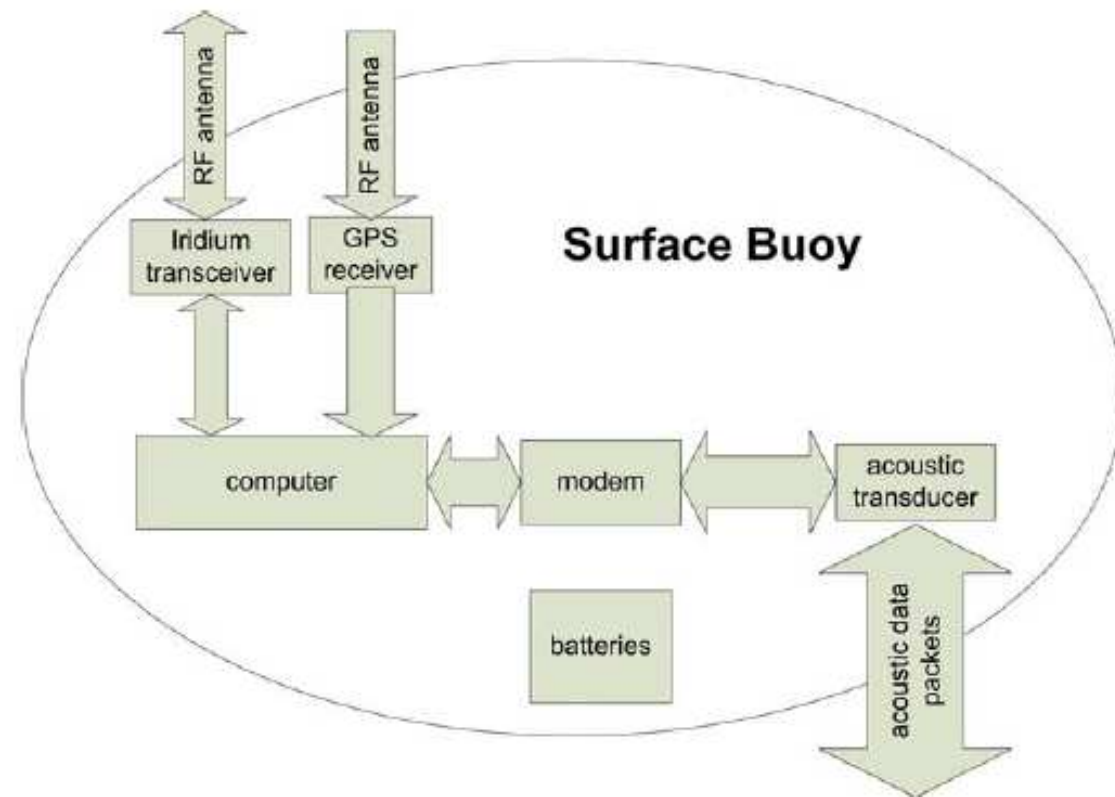 RF antenna
RF antenna
Iridium
transceiver
GPS
receiver
Surface Buoy
computer
modem
acoustic
transducer
batteries
acoustic data
packets